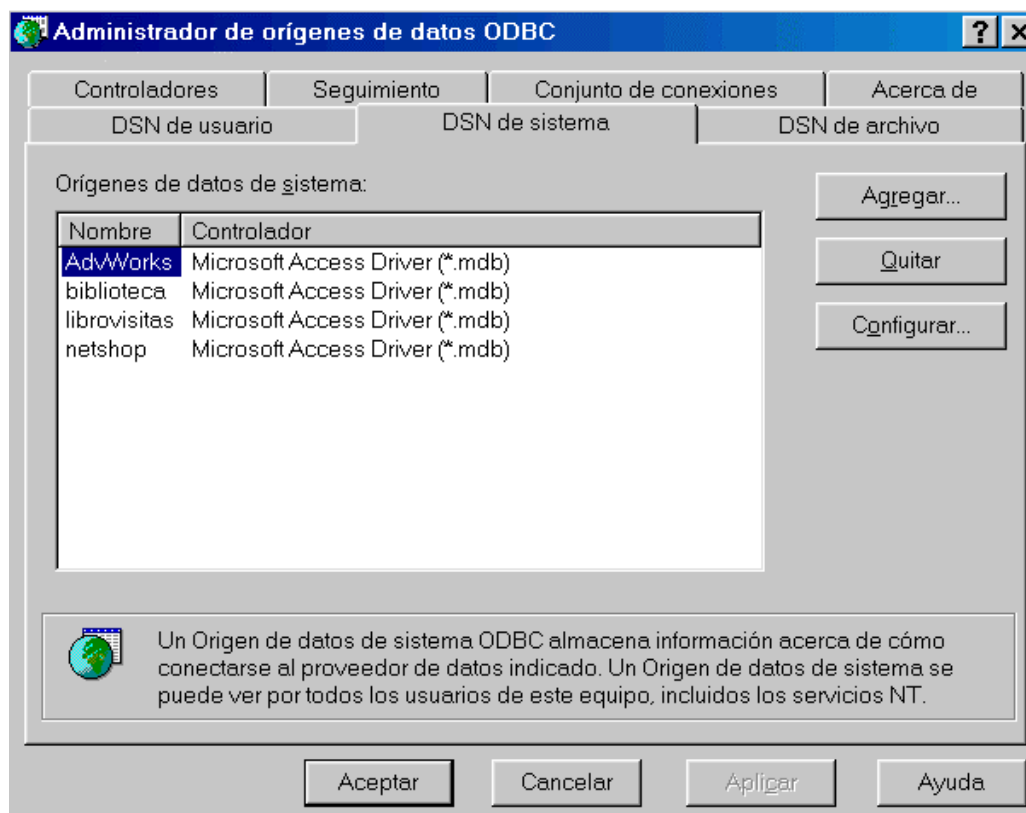 Administrador de orígenes de datos ODBC
Controladores Seguimiento Conjunto de conexiones Acerca de
DSN de usuario DSN de sistema DSN de archivo
Orígenes de datos de sistema:
Agregar...
Nombre Controlador
AdvWorks Microsoft Access Driver (*.mdb)
Quitar
biblioteca Microsoft Access Driver (*.mdb)
librovisitas Microsoft Access Driver (*.mdb)
Configurar...
netshop Microsoft Access Driver (*.mdb)
Un Origen de datos de sistema ODBC almacena información acerca de cómo
conectarse al proveedor de datos indicado. Un Origen de datos de sistema se
puede ver por todos los usuarios de este equipo, incluidos los servicios NT.
Aceptar Cancelar Aplicar Ayuda